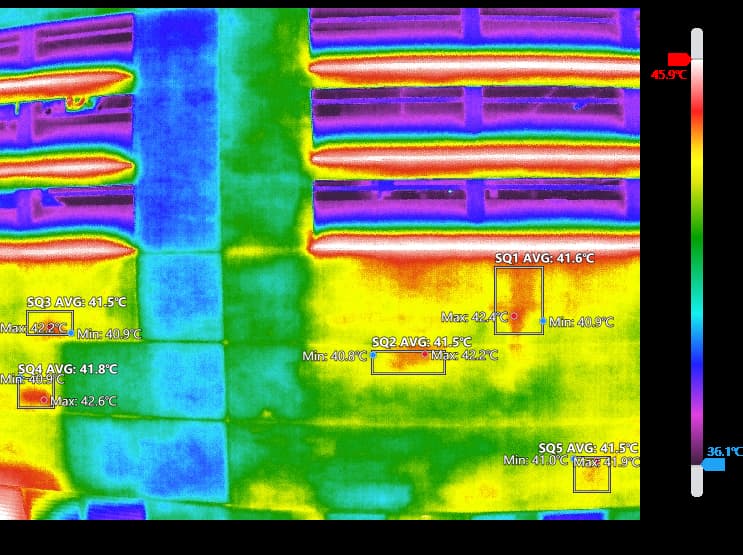 45.9℃
SQ1 AVG: 41.6℃
SQ3 AVG: 41.5℃
Max: 42.4℃
Min: 40.9℃
Max: 42.2℃
Min: 40.9℃
SQ2 AVG: 41.5℃
Min: 40.8℃
Max: 42.2℃
SQ4 AVG: 41.8℃
Min: 40.9℃
Max: 42.6℃
SQ5 AVG: 41.5℃
36.1℃
Min: 41.0℃
Max: 41.9℃